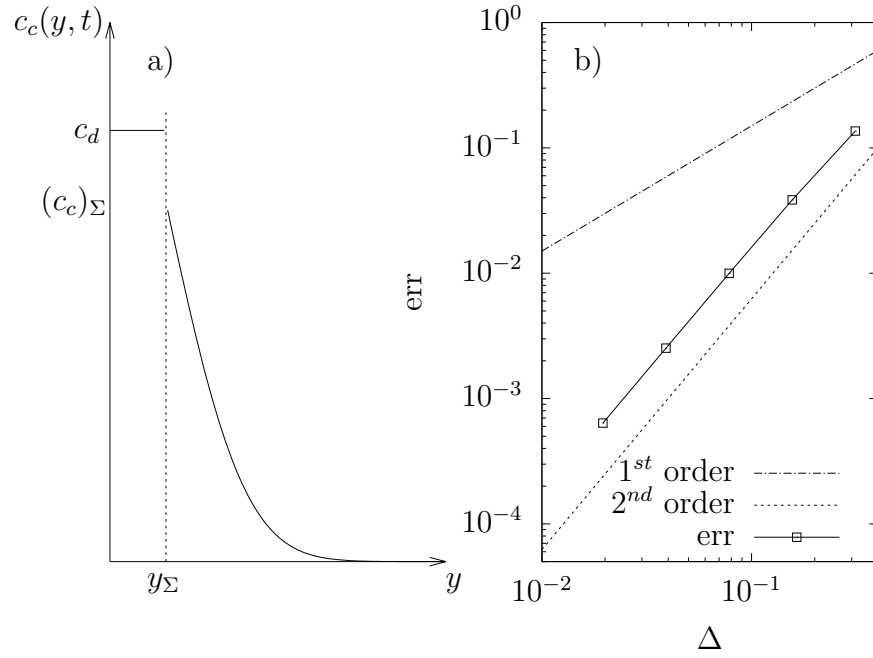 c_c(y, t)
a)
c_d
(c_c)_Σ
y_Σ
y
b)
err
10^0
10^{-1}
10^{-2}
10^{-3}
10^{-4}
1^{st} order
2^{nd} order
err
10^{-2}
10^{-1}
Δ